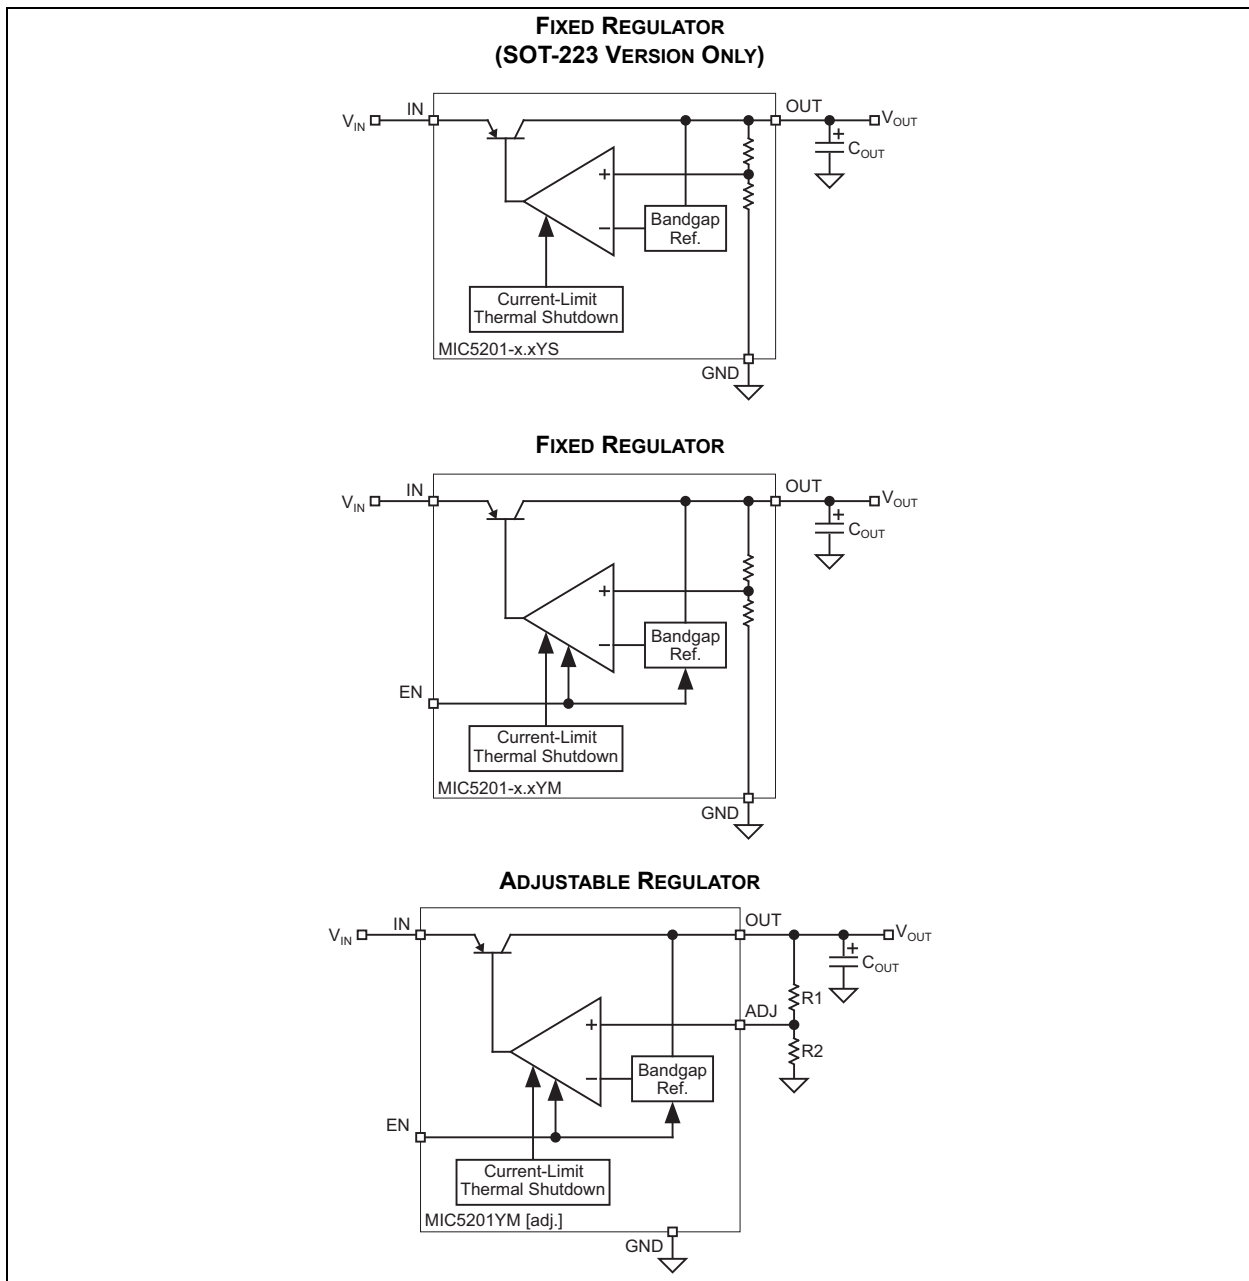 FIXED REGULATOR
(SOT-223 VERSION ONLY)
IN
OUT
VIN
VOUT
+
COUT
+
−
Bandgap
Ref.
Current-Limit
Thermal Shutdown
MIC5201-x.xYS
GND
FIXED REGULATOR
IN
OUT
VIN
VOUT
+
COUT
+
−
Bandgap
Ref.
EN
Current-Limit
Thermal Shutdown
MIC5201-x.xYM
GND
ADJUSTABLE REGULATOR
IN
OUT
VIN
VOUT
+
COUT
R1
ADJ
+
R2
−
Bandgap
Ref.
EN
Current-Limit
Thermal Shutdown
MIC5201YM [adj.]
GND